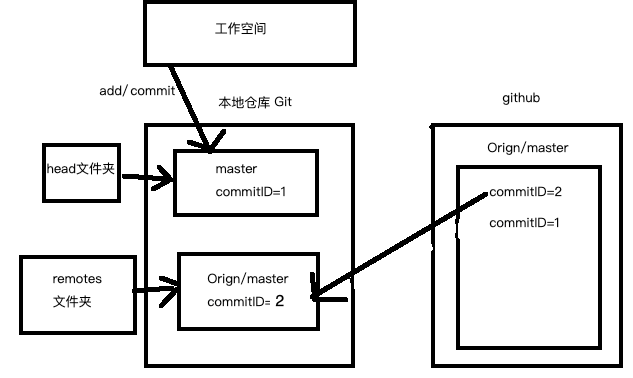 工作空间
add/commit
本地仓库 Git
github
head文件夹
master
commitID=1
Orign/master
commitID=2
commitID=1
remotes
文件夹
Orign/master
commitID= 2